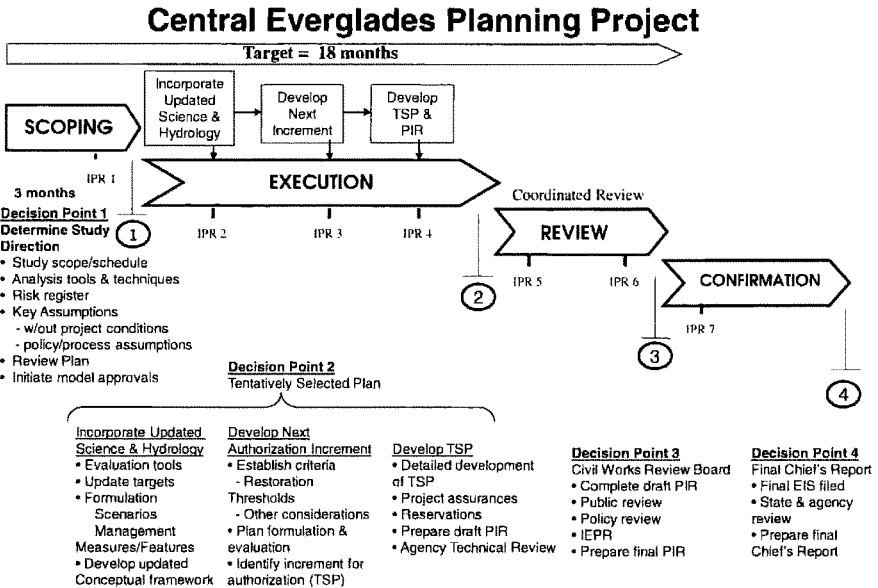 Central Everglades Planning Project
Target = 18 months
Incorporate
Updated
Science &
Hydrology
Develop
Next
Increment
Develop
TSP &
PIR
SCOPING
IPR 1
EXECUTION
IPR 2
IPR 3
IPR 4
Coordinated Review
REVIEW
IPR 5
IPR 6
CONFIRMATION
IPR 7
3 months
1
2
3
4
Decision Point 1
Determine Study
Direction
• Study scope/schedule
• Analysis tools & techniques
• Risk register
• Key Assumptions
- w/out project conditions
- policy/process assumptions
• Review Plan
• Initiate model approvals
Decision Point 2
Tentatively Selected Plan
Incorporate Updated
Science & Hydrology
• Evaluation tools
• Update targets
• Formulation
Scenarios
Management
Measures/Features
• Develop updated
Conceptual framework
Develop Next
Authorization Increment
• Establish criteria
- Restoration
Thresholds
- Other considerations
• Plan formulation &
evaluation
• Identify increment for
authorization (TSP)
Develop TSP
• Detailed development
of TSP
• Project assurances
• Reservations
• Prepare draft PIR
• Agency Technical Review
Decision Point 3
Civil Works Review Board
• Complete draft PIR
• Public review
• Policy review
• IEPR
• Prepare final PIR
Decision Point 4
Final Chief's Report
• Final EIS filed
• State & agency
review
• Prepare final
Chief's Report